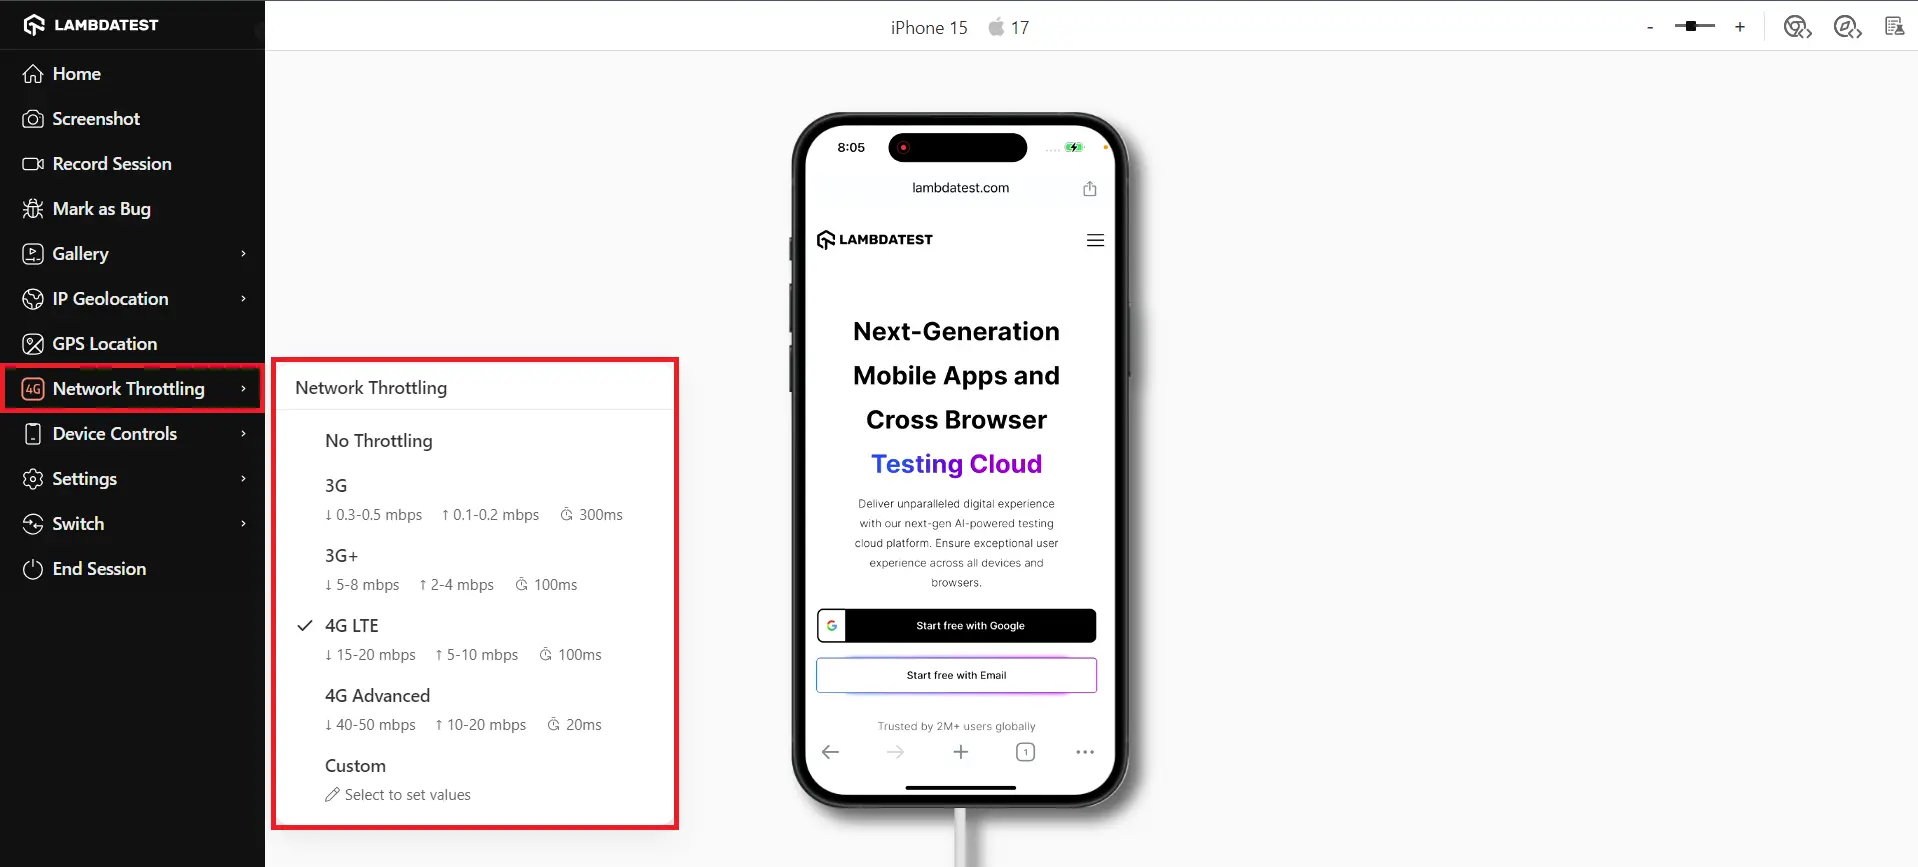 LAMBDATEST
iPhone 15 17
- +
Home
Screenshot
Record Session
Mark as Bug
Gallery ›
IP Geolocation ›
GPS Location
4G Network Throttling ›
Device Controls ›
Settings ›
Switch ›
End Session
Network Throttling
No Throttling
3G
↓ 0.3-0.5 mbps ↑ 0.1-0.2 mbps 300ms
3G+
↓ 5-8 mbps ↑ 2-4 mbps 100ms
4G LTE
↓ 15-20 mbps ↑ 5-10 mbps 100ms
4G Advanced
↓ 40-50 mbps ↑ 10-20 mbps 20ms
Custom
Select to set values
8:05
lambdatest.com
LAMBDATEST
Next-Generation
Mobile Apps and
Cross Browser
Testing Cloud
Deliver unparalleled digital experience
with our next-gen AI-powered testing
cloud platform. Ensure exceptional user
experience across all devices and
browsers.
G Start free with Google
Start free with Email
Trusted by 2M+ users globally
1